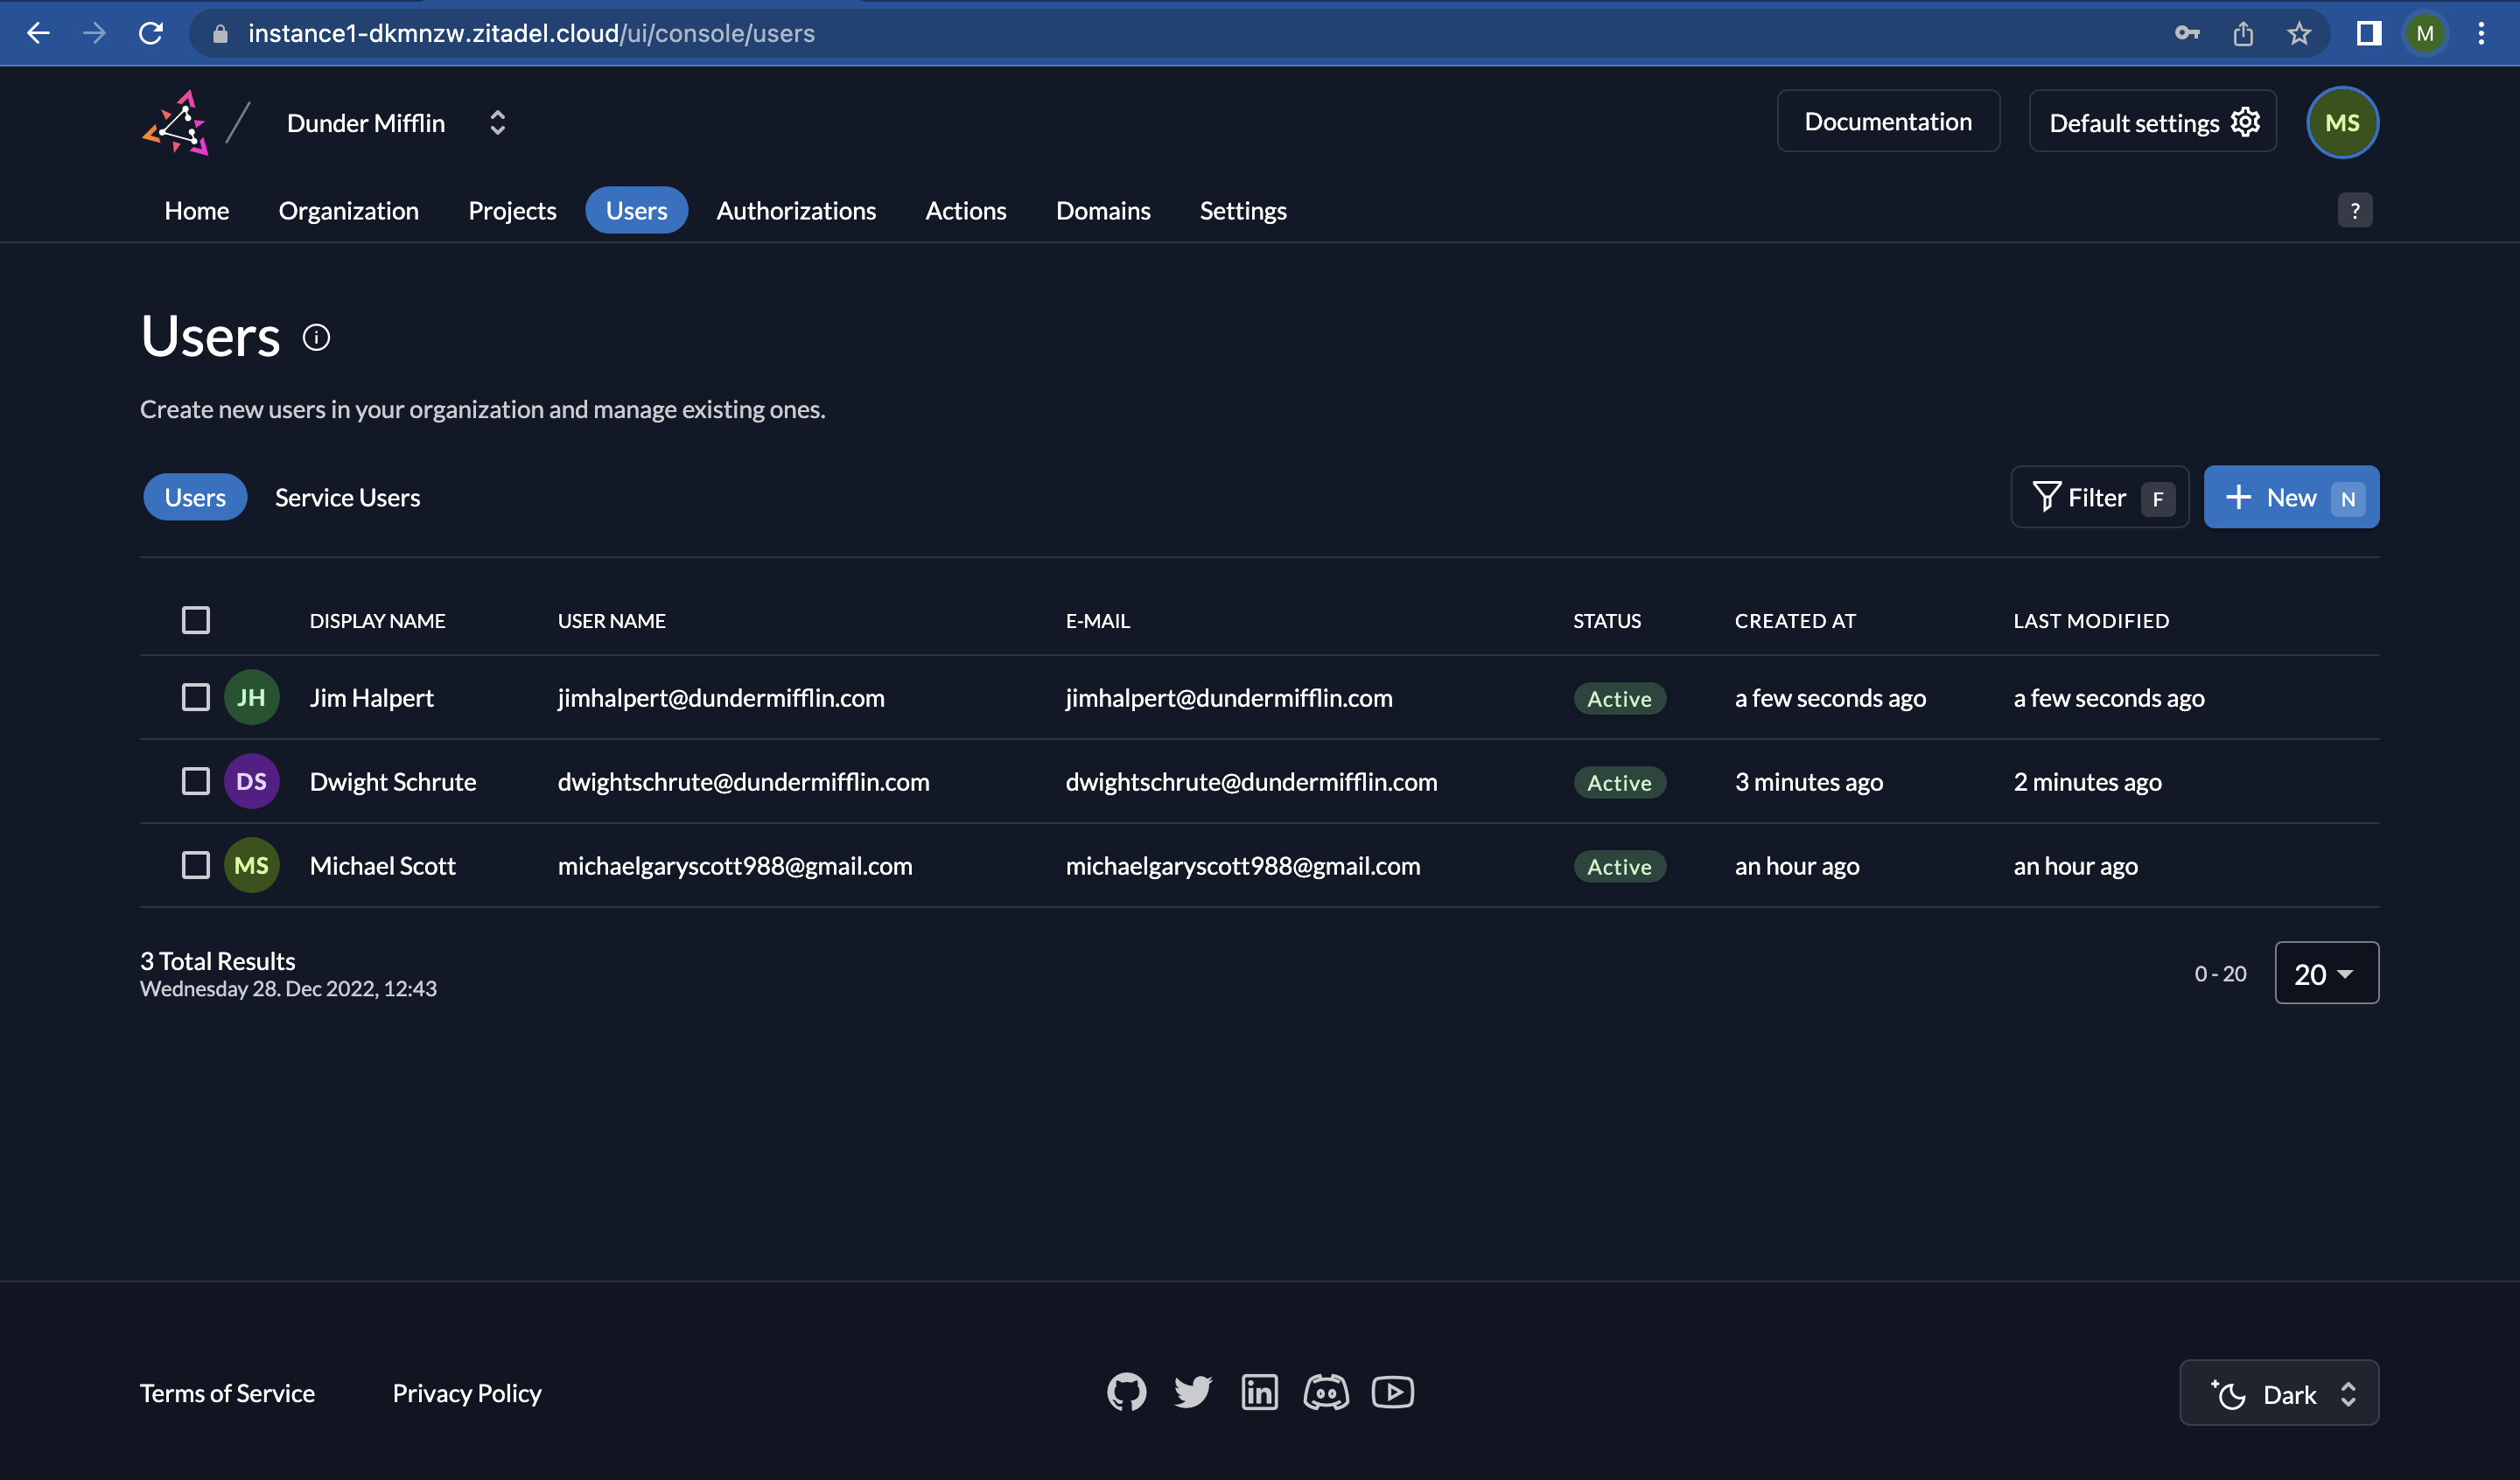 instance1-dkmnzw.zitadel.cloud/ui/console/users
M
Dunder Mifflin
Documentation
Default settings
MS
Home Organization Projects Users Authorizations Actions Domains Settings ?
Users
Create new users in your organization and manage existing ones.
Users Service Users Filter F New N
DISPLAY NAME USER NAME E-MAIL STATUS CREATED AT LAST MODIFIED
JH Jim Halpert jimhalpert@dundermifflin.com jimhalpert@dundermifflin.com Active a few seconds ago a few seconds ago
DS Dwight Schrute dwightschrute@dundermifflin.com dwightschrute@dundermifflin.com Active 3 minutes ago 2 minutes ago
MS Michael Scott michaelgaryscott988@gmail.com michaelgaryscott988@gmail.com Active an hour ago an hour ago
3 Total Results
Wednesday 28. Dec 2022, 12:43
0 - 20 20
Terms of Service Privacy Policy in Dark